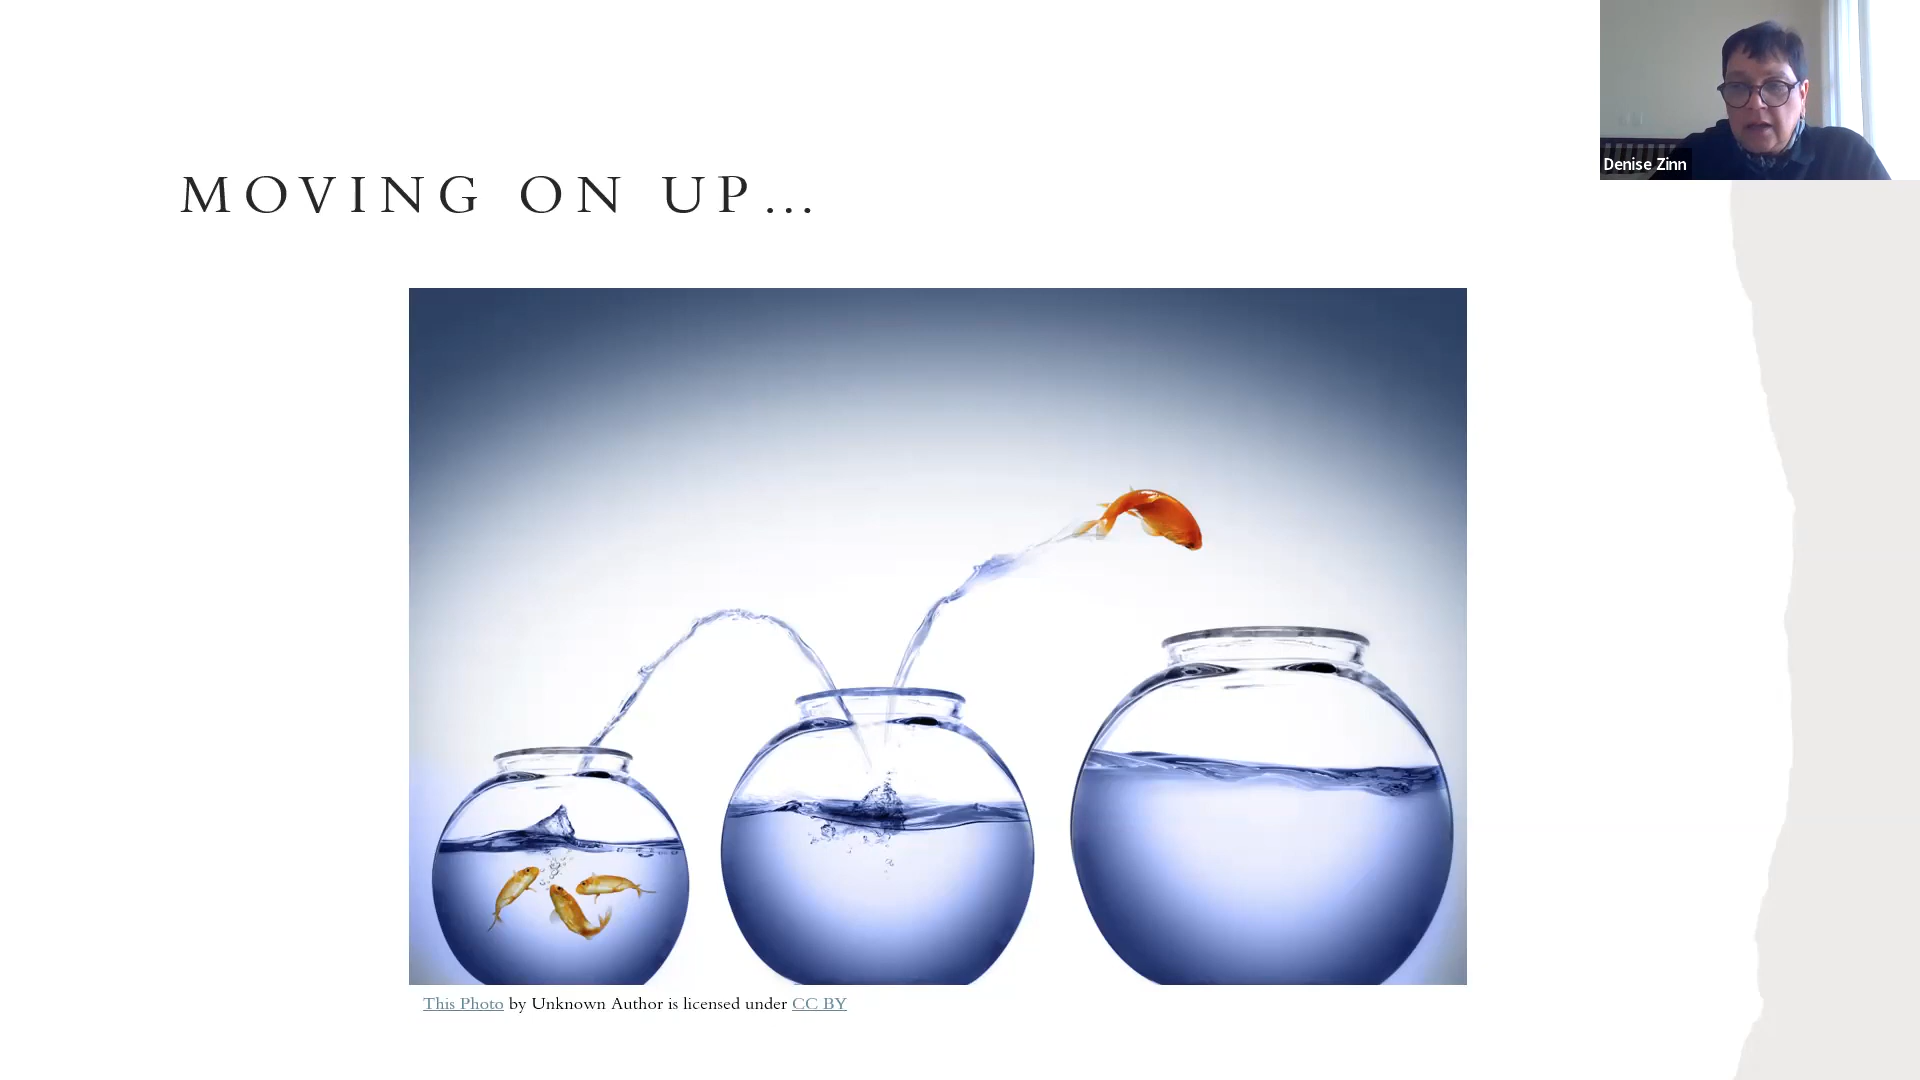 MOVING ON UP…
Denise Zinn
This Photo by Unknown Author is licensed under CC BY